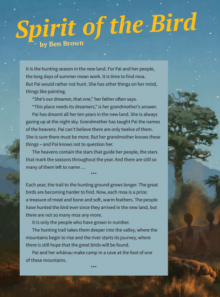 Spirit of the Bird
by Ben Brown
It is the hunting season in the new land. For Pai and her people,
the long days of summer mean work. It is time to find moa.
But Pai would rather not hunt. She has other things on her mind,
things like painting.
"She's our dreamer, that one," her father often says.
"This place needs its dreamers," is her grandmother's answer.
Pai has dreamt all her ten years in the new land. She is always
gazing up at the night sky. Grandmother has taught Pai the names
of the heavens. Pai can't believe there are only twelve of them.
She is sure there must be more. But her grandmother knows these
things – and Pai knows not to question her.
The heavens contain the stars that guide her people, the stars
that mark the seasons throughout the year. And there are still so
many of them left to name ...
***
Each year, the trail to the hunting ground grows longer. The great
birds are becoming harder to find. Now, each moa is a prize:
a treasure of meat and bone and soft, warm feathers. The people
have hunted the bird ever since they arrived in the new land, but
there are not so many moa any more.
It is only the people who have grown in number.
The hunting trail takes them deeper into the valley, where the
mountains begin to rise and the river starts its journey, where
there is still hope that the great birds will be found.
Pai and her whānau make camp in a cave at the foot of one
of these mountains.
***